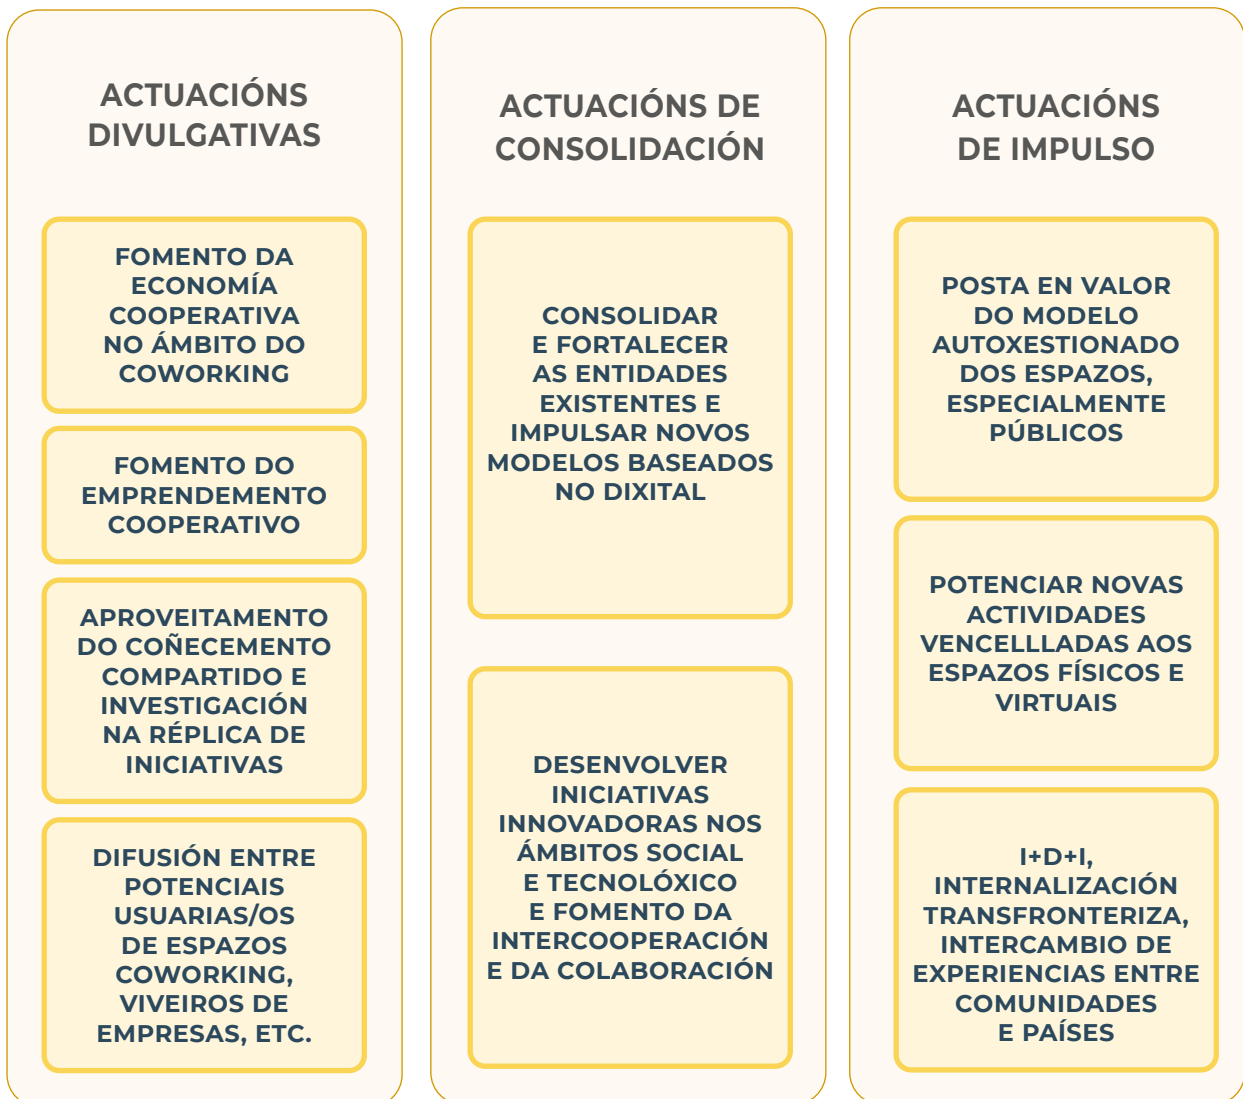 ACTUACIÓNS
DIVULGATIVAS
FOMENTO DA
ECONOMÍA
COOPERATIVA
NO ÁMBITO DO
COWORKING
FOMENTO DO
EMPRENDEMENTO
COOPERATIVO
APROVEITAMENTO
DO COÑECEMENTO
COMPARTIDO E
INVESTIGACIÓN
NA RÉPLICA DE
INICIATIVAS
DIFUSIÓN ENTRE
POTENCIAIS
USUARIAS/OS
DE ESPAZOS
COWORKING,
VIVEIROS DE
EMPRESAS, ETC.
ACTUACIÓNS DE
CONSOLIDACIÓN
CONSOLIDAR
E FORTALECER
AS ENTIDADES
EXISTENTES E
IMPULSAR NOVOS
MODELOS BASEADOS
NO DIXITAL
DESENVOLVER
INICIATIVAS
INNOVADORAS NOS
ÁMBITOS SOCIAL
E TECNOLÓXICO
E FOMENTO DA
INTERCOOPERACIÓN
E DA COLABORACIÓN
ACTUACIÓNS
DE IMPULSO
POSTA EN VALOR
DO MODELO
AUTOXESTIONADO
DOS ESPAZOS,
ESPECIALMENTE
PÚBLICOS
POTENCIAR NOVAS
ACTIVIDADES
VENCELLLADAS AOS
ESPAZOS FÍSICOS E
VIRTUAIS
I+D+I,
INTERNALIZACIÓN
TRANSFRONTERIZA,
INTERCAMBIO DE
EXPERIENCIAS ENTRE
COMUNIDADES
E PAÍSES